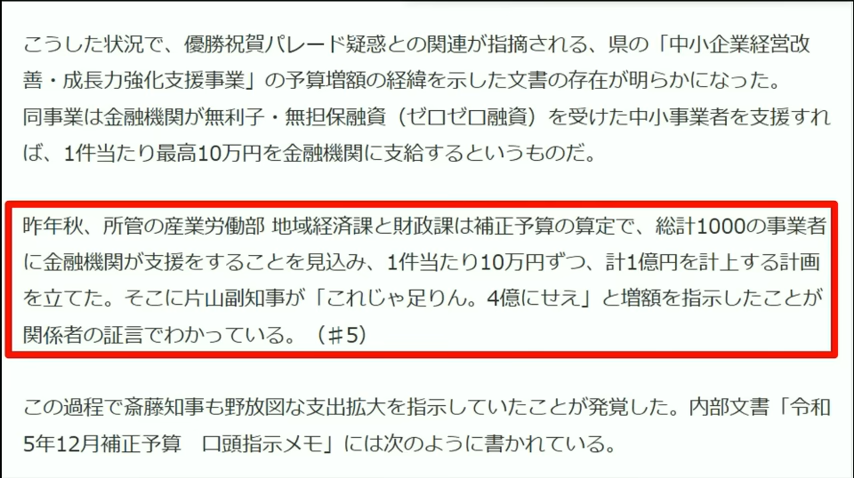 こうした状況で、優勝祝賀パレード疑惑との関連が指摘される、県の「中小企業経営改
善・成長力強化支援事業」の予算増額の経緯を示した文書の存在が明らかになった。
同事業は金融機関が無利子・無担保融資（ゼロゼロ融資）を受けた中小事業者を支援すれ
ば、1件当たり最高10万円を金融機関に支給するというものだ。
昨年秋、所管の産業労働部 地域経済課と財政課は補正予算の算定で、総計1000の事業者
に金融機関が支援をすることを見込み、1件当たり10万円ずつ、計1億円を計上する計画
を立てた。そこに片山副知事が「これじゃ足りん。4億にせえ」と増額を指示したことが
関係者の証言でわかっている。（♯5）
この過程で斎藤知事も野放図な支出拡大を指示していたことが発覚した。内部文書「令和
5年12月補正予算　口頭指示メモ」には次のように書かれている。